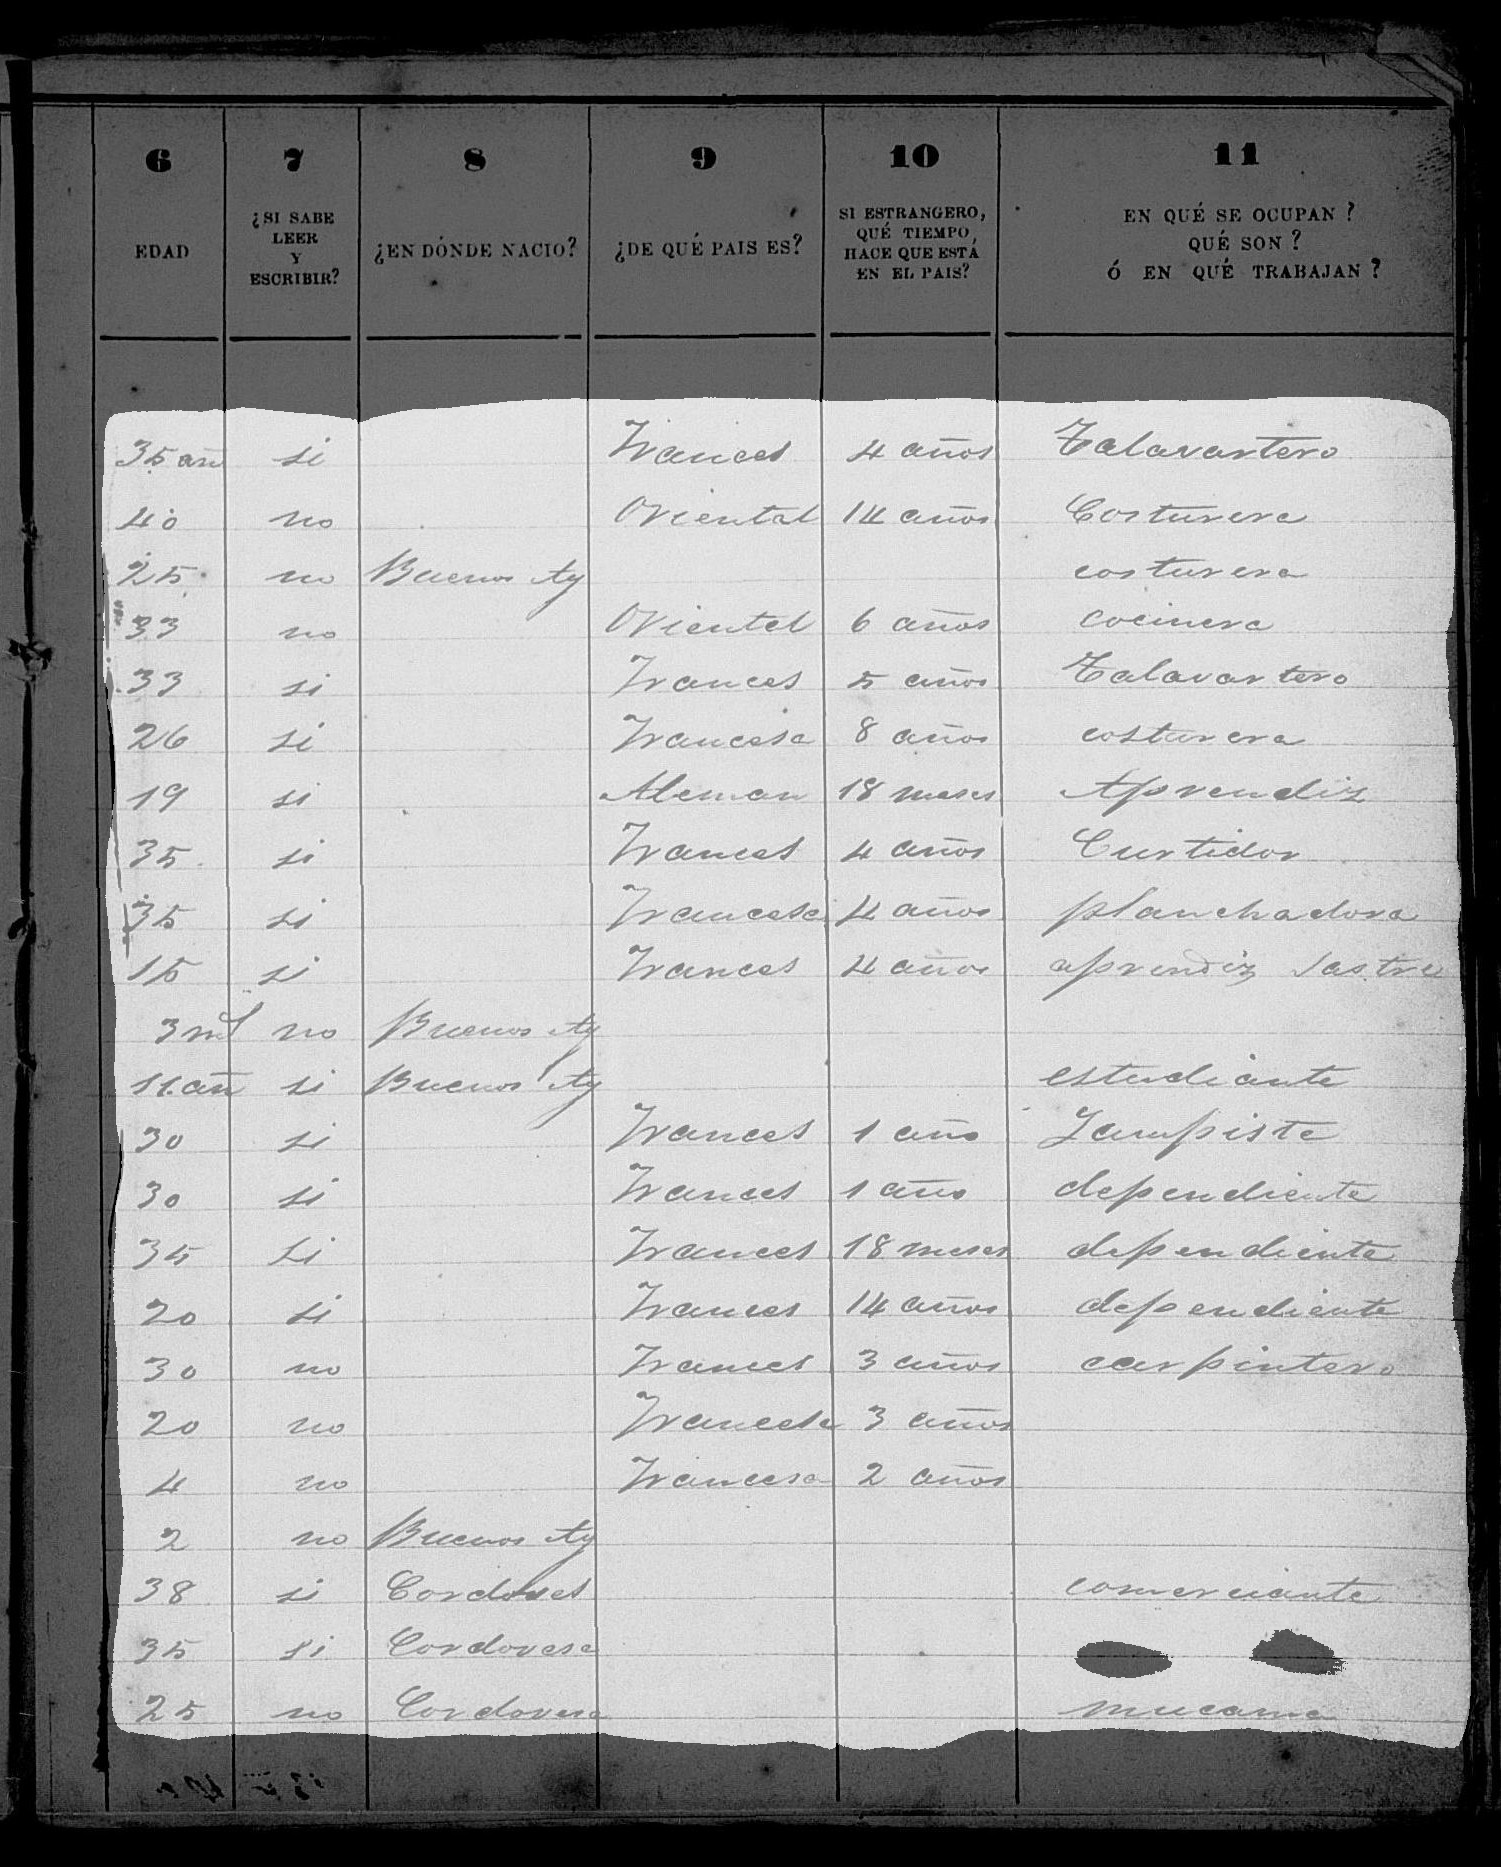 6 7 8 9 10 11
EDAD ¿SI SABE LEER Y ESCRIBIR? ¿EN DÓNDE NACIO? ¿DE QUÉ PAIS ES? SI ESTRANGERO, QUÉ TIEMPO, HACE QUE ESTÁ EN EL PAIS? EN QUÉ SE OCUPAN? QUÉ SON? Ó EN QUÉ TRABAJAN?
35 añ si Frances 4 años Talavartero
40 no Oriental 14 años Costurera
25 no Buenos Ay costurera
33 no Oriental 6 años cocinera
33 si Frances 5 años Talavartero
26 si Francesa 8 años costurera
19 si Aleman 18 meses Aprendiz
35 si Frances 4 años Curtidor
35 si Francesa 4 años planchadora
15 si Frances 4 años aprendiz sastre
3 ms no Buenos Ay
11 añ si Buenos Ay estudiante
30 si Frances 1 año Lampiste
30 si Frances 1 año dependiente
35 si Frances 18 meses dependiente
20 si Frances 14 años dependiente
30 no Frances 3 años carpintero
20 no Francesa 3 años
4 no Francesa 2 años
2 no Buenos Ay
38 si Cordoves comerciante
35 si Cordovesa
25 no Cordovesa mucama